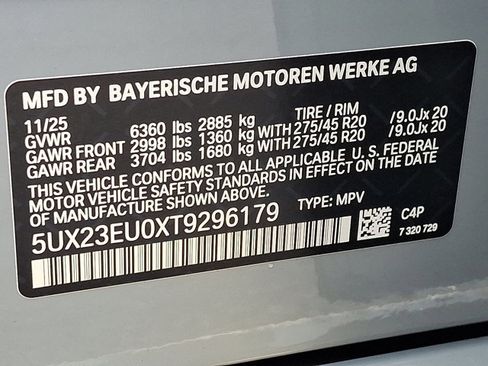 MFD BY BAYERISCHE MOTOREN WERKE AG
11/25 TIRE / RIM
GVWR 6360 lbs 2885 kg
GAWR FRONT 2998 lbs 1360 kg WITH 275/45 R20 /9.0Jx 20
GAWR REAR 3704 lbs 1680 kg WITH 275/45 R20 /9.0Jx 20
THIS VEHICLE CONFORMS TO ALL APPLICABLE U. S. FEDERAL
MOTOR VEHICLE SAFETY STANDARDS IN EFFECT ON THE
DATE OF MANUFACTURE SHOWN ABOVE.
5UX23EU0XT9296179 TYPE: MPV
C4P
7 320 729